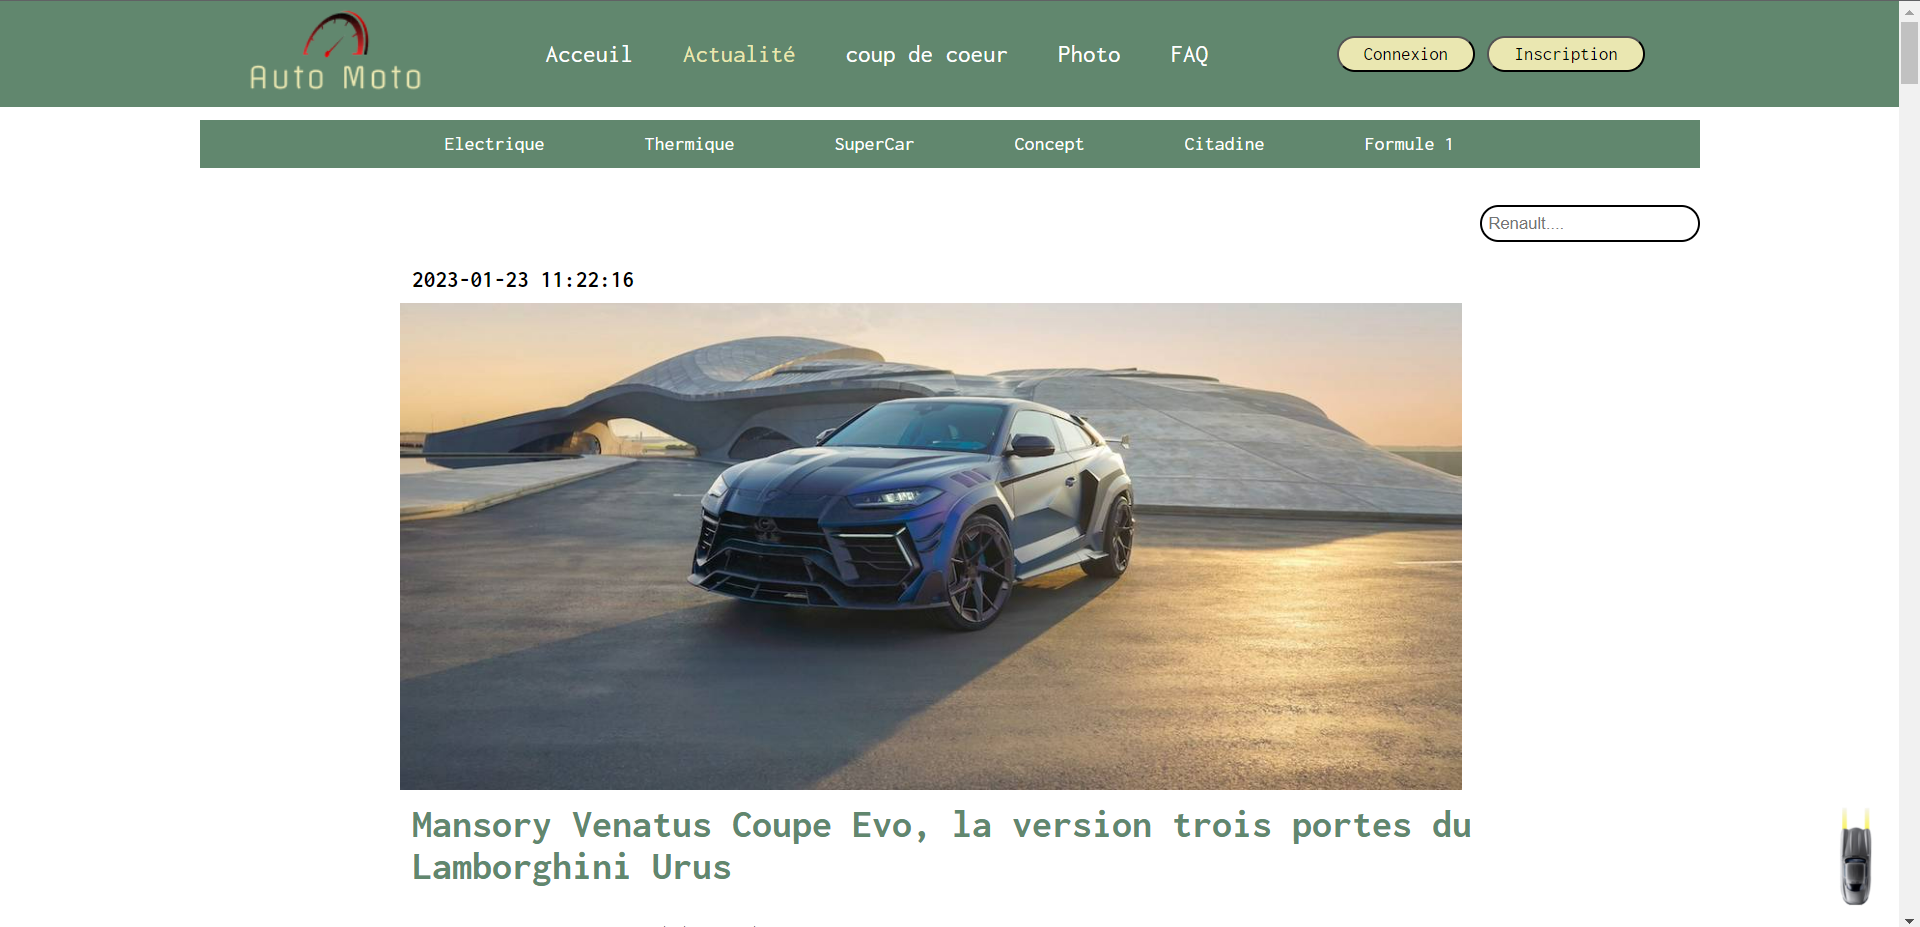 Auto Moto
Acceuil Actualité coup de coeur Photo FAQ
Connexion Inscription
Electrique Thermique SuperCar Concept Citadine Formule 1
Renault....
2023-01-23 11:22:16
Mansory Venatus Coupe Evo, la version trois portes du
Lamborghini Urus